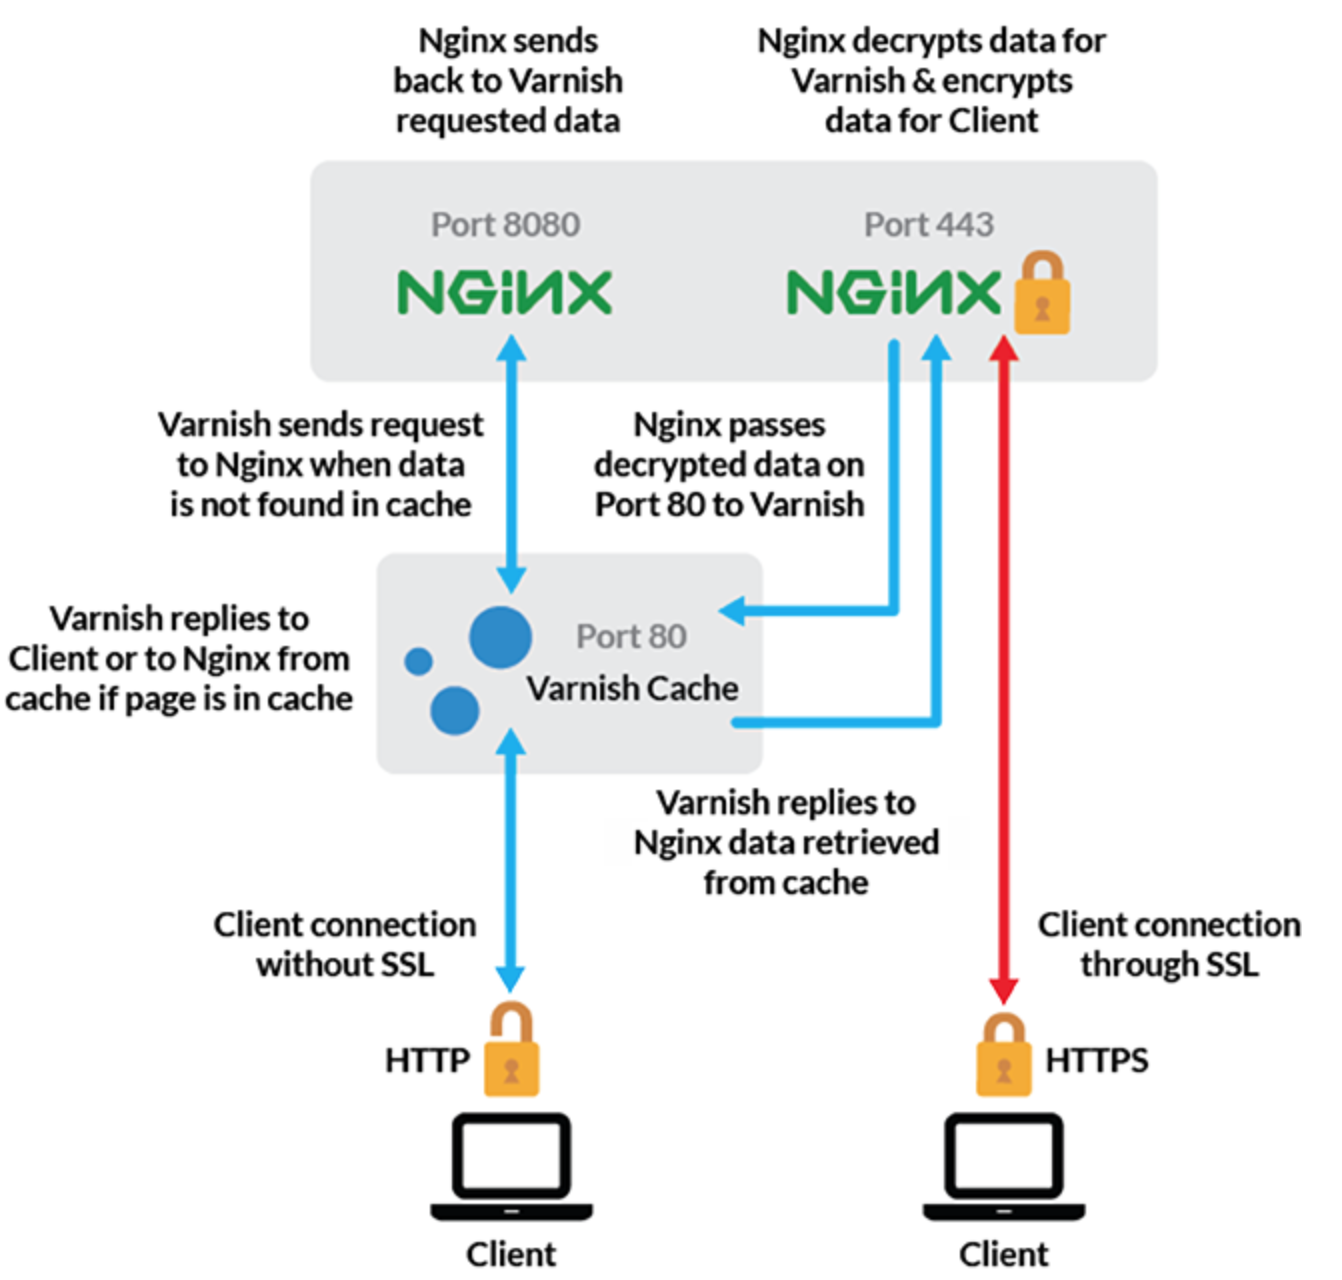 Nginx sends
back to Varnish
requested data
Nginx decrypts data for
Varnish & encrypts
data for Client
Port 8080
NGiNX
Port 443
NGiNX
Varnish sends request
to Nginx when data
is not found in cache
Nginx passes
decrypted data on
Port 80 to Varnish
Varnish replies to
Client or to Nginx from
cache if page is in cache
Port 80
Varnish Cache
Varnish replies to
Nginx data retrieved
from cache
Client connection
without SSL
Client connection
through SSL
HTTP
HTTPS
Client
Client